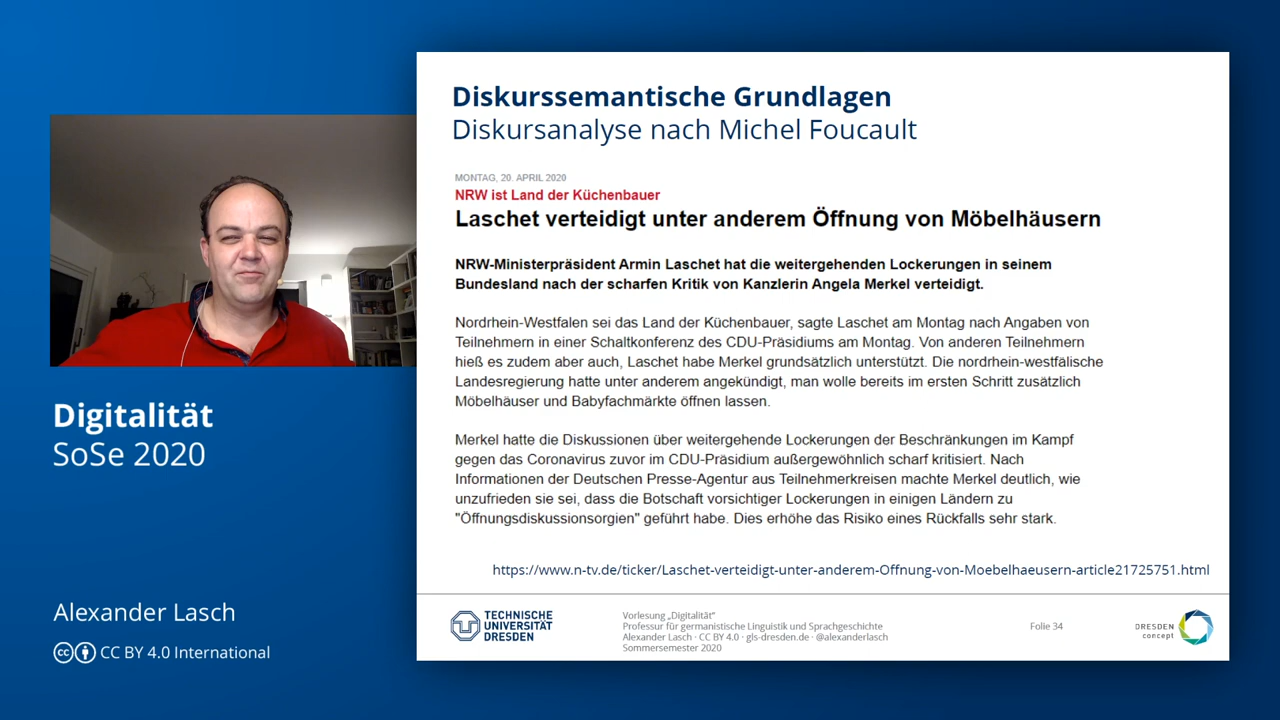 Diskurssemantische Grundlagen
Diskursanalyse nach Michel Foucault
MONTAG, 20. APRIL 2020
NRW ist Land der Küchenbauer
Laschet verteidigt unter anderem Öffnung von Möbelhäusern
NRW-Ministerpräsident Armin Laschet hat die weitergehenden Lockerungen in seinem
Bundesland nach der scharfen Kritik von Kanzlerin Angela Merkel verteidigt.
Nordrhein-Westfalen sei das Land der Küchenbauer, sagte Laschet am Montag nach Angaben von
Teilnehmern in einer Schaltkonferenz des CDU-Präsidiums am Montag. Von anderen Teilnehmern
hieß es zudem aber auch, Laschet habe Merkel grundsätzlich unterstützt. Die nordrhein-westfälische
Landesregierung hatte unter anderem angekündigt, man wolle bereits im ersten Schritt zusätzlich
Möbelhäuser und Babyfachmärkte öffnen lassen.
Merkel hatte die Diskussionen über weitergehende Lockerungen der Beschränkungen im Kampf
gegen das Coronavirus zuvor im CDU-Präsidium außergewöhnlich scharf kritisiert. Nach
Informationen der Deutschen Presse-Agentur aus Teilnehmerkreisen machte Merkel deutlich, wie
unzufrieden sie sei, dass die Botschaft vorsichtiger Lockerungen in einigen Ländern zu
"Öffnungsdiskussionsorgien" geführt habe. Dies erhöhe das Risiko eines Rückfalls sehr stark.
https://www.n-tv.de/ticker/Laschet-verteidigt-unter-anderem-Offnung-von-Moebelhaeusern-article21725751.html
Digitalität
SoSe 2020
Alexander Lasch
CC BY 4.0 International
TECHNISCHE
UNIVERSITÄT
DRESDEN
Vorlesung „Digitalität“
Professur für germanistische Linguistik und Sprachgeschichte
Alexander Lasch · CC BY 4.0 · gls-dresden.de · @alexanderlasch
Sommersemester 2020
Folie 34
DRESDEN
concept